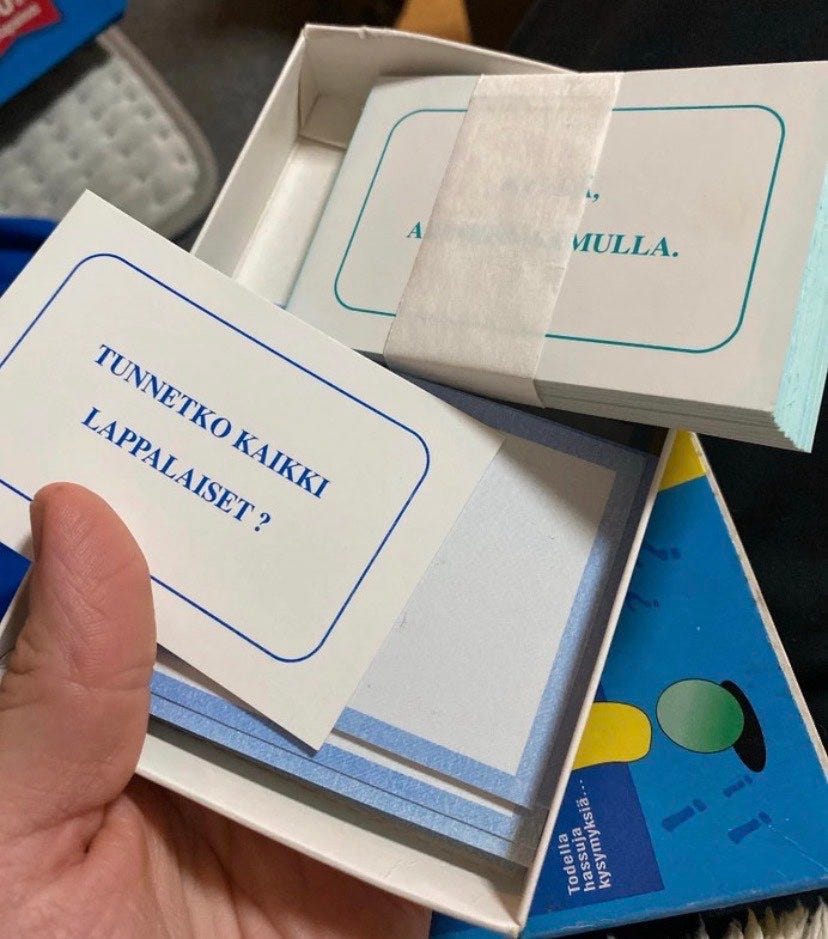 MULLA.
TUNNETKO KAIKKI
LAPPALAISET ?
Todella
hassuja
kysymyksiä...